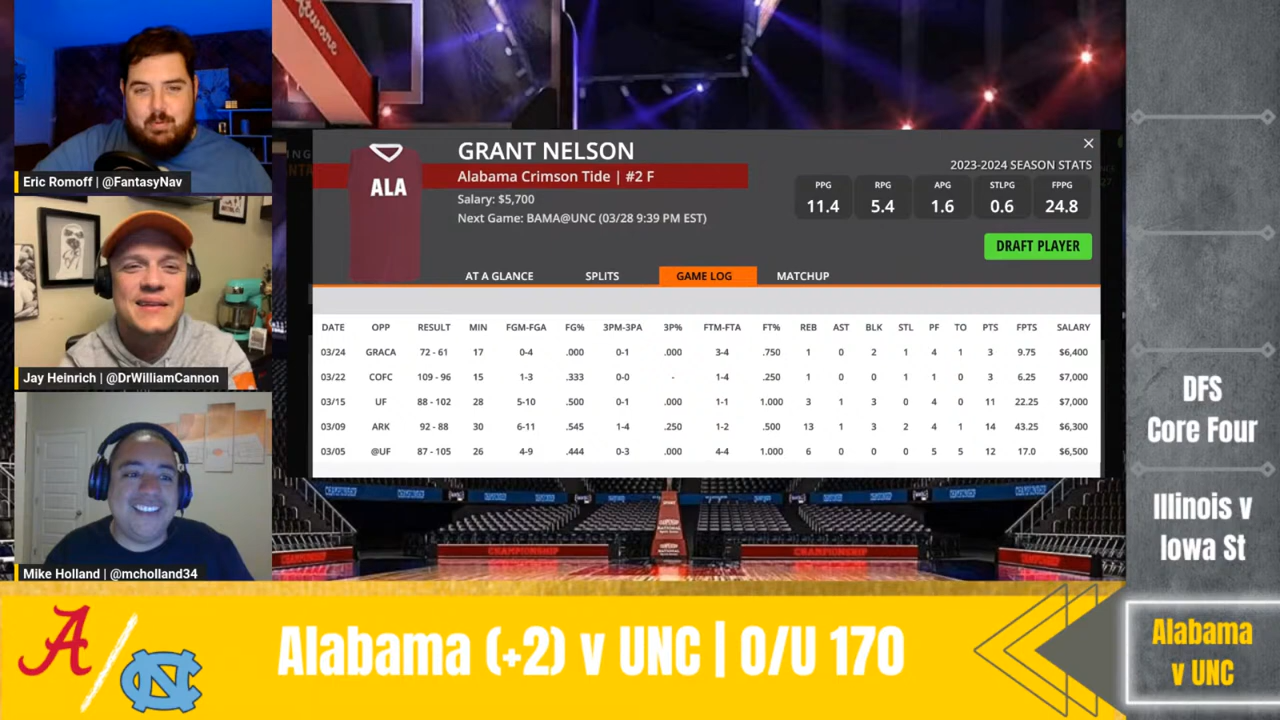 Eric Romoff | @FantasyNav
Jay Heinrich | @DrWilliamCannon
Mike Holland | @mcholland34
GRANT NELSON
Alabama Crimson Tide | #2 F
ALA
Salary: $5,700
Next Game: BAMA@UNC (03/28 9:39 PM EST)
2023-2024 SEASON STATS
PPG RPG APG STLPG FPPG
11.4 5.4 1.6 0.6 24.8
DRAFT PLAYER
AT A GLANCE SPLITS GAME LOG MATCHUP
DATE OPP RESULT MIN FGM-FGA FG% 3PM-3PA 3P% FTM-FTA FT% REB AST BLK STL PF TO PTS FPTS SALARY
03/24 GRACA 72 - 61 17 0-4 .000 0-1 .000 3-4 .750 1 0 2 1 4 1 3 9.75 $6,400
03/22 COFC 109 - 96 15 1-3 .333 0-0 - 1-4 .250 1 0 0 1 1 0 3 6.25 $7,000
03/15 UF 88 - 102 28 5-10 .500 0-1 .000 1-1 1.000 3 1 3 0 4 0 11 22.25 $7,000
03/09 ARK 92 - 88 30 6-11 .545 1-4 .250 1-2 .500 13 1 3 2 4 1 14 43.25 $6,300
03/05 @UF 87 - 105 26 4-9 .444 0-3 .000 4-4 1.000 6 0 0 0 5 5 12 17.0 $6,500
CHAMPIONSHIP
CHAMPIONSHIP
DFS
Core Four
Illinois v
Iowa St
Alabama
v UNC
A / NC
Alabama (+2) v UNC | O/U 170